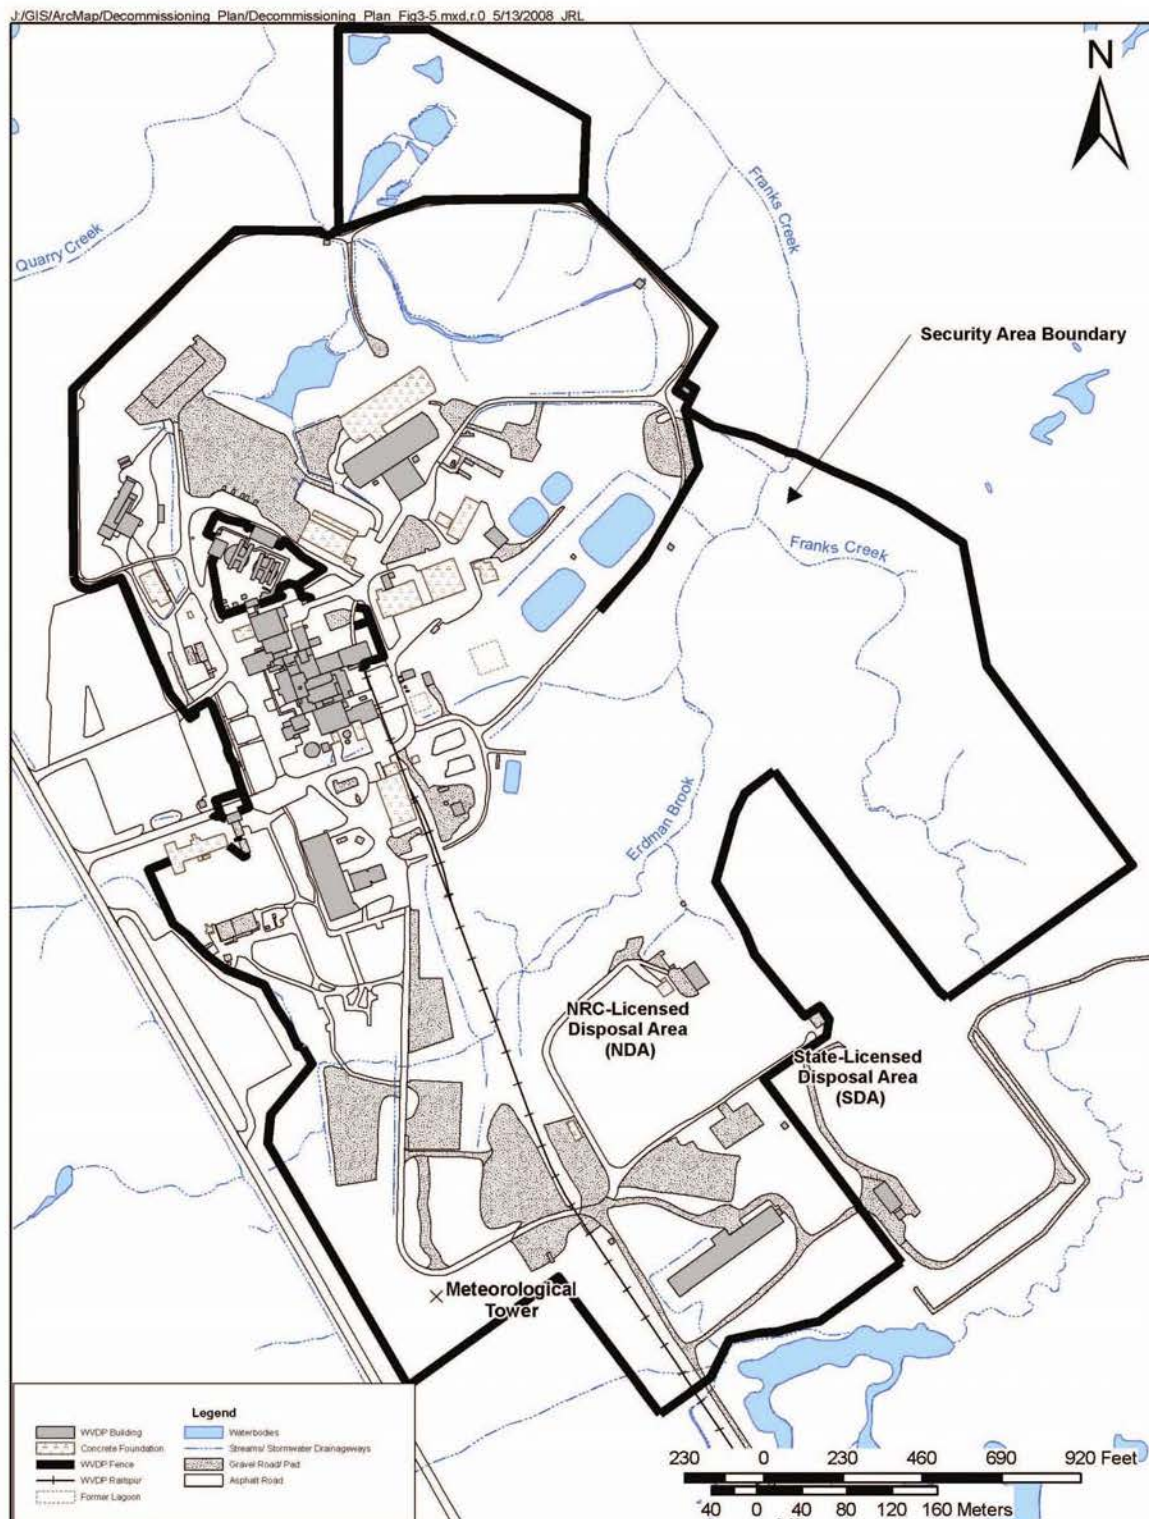 J:/GIS/ArcMap/Decommissioning_Plan/Decommissioning_Plan_Fig3-5.mxd,r.0 5/13/2008 JRL
N
Franks Creek
Quarry Creek
Security Area Boundary
Franks Creek
Erdman Brook
NRC-Licensed
Disposal Area
(NDA)
State-Licensed
Disposal Area
(SDA)
Meteorological
Tower
Legend
WVDP Building
Concrete Foundation
WVDP Fence
WVDP Railspur
Former Lagoon
Waterbodies
Streams/ Stormwater Drainageways
Gravel Road/ Pad
Asphalt Road
230 0 230 460 690 920 Feet
40 0 40 80 120 160 Meters